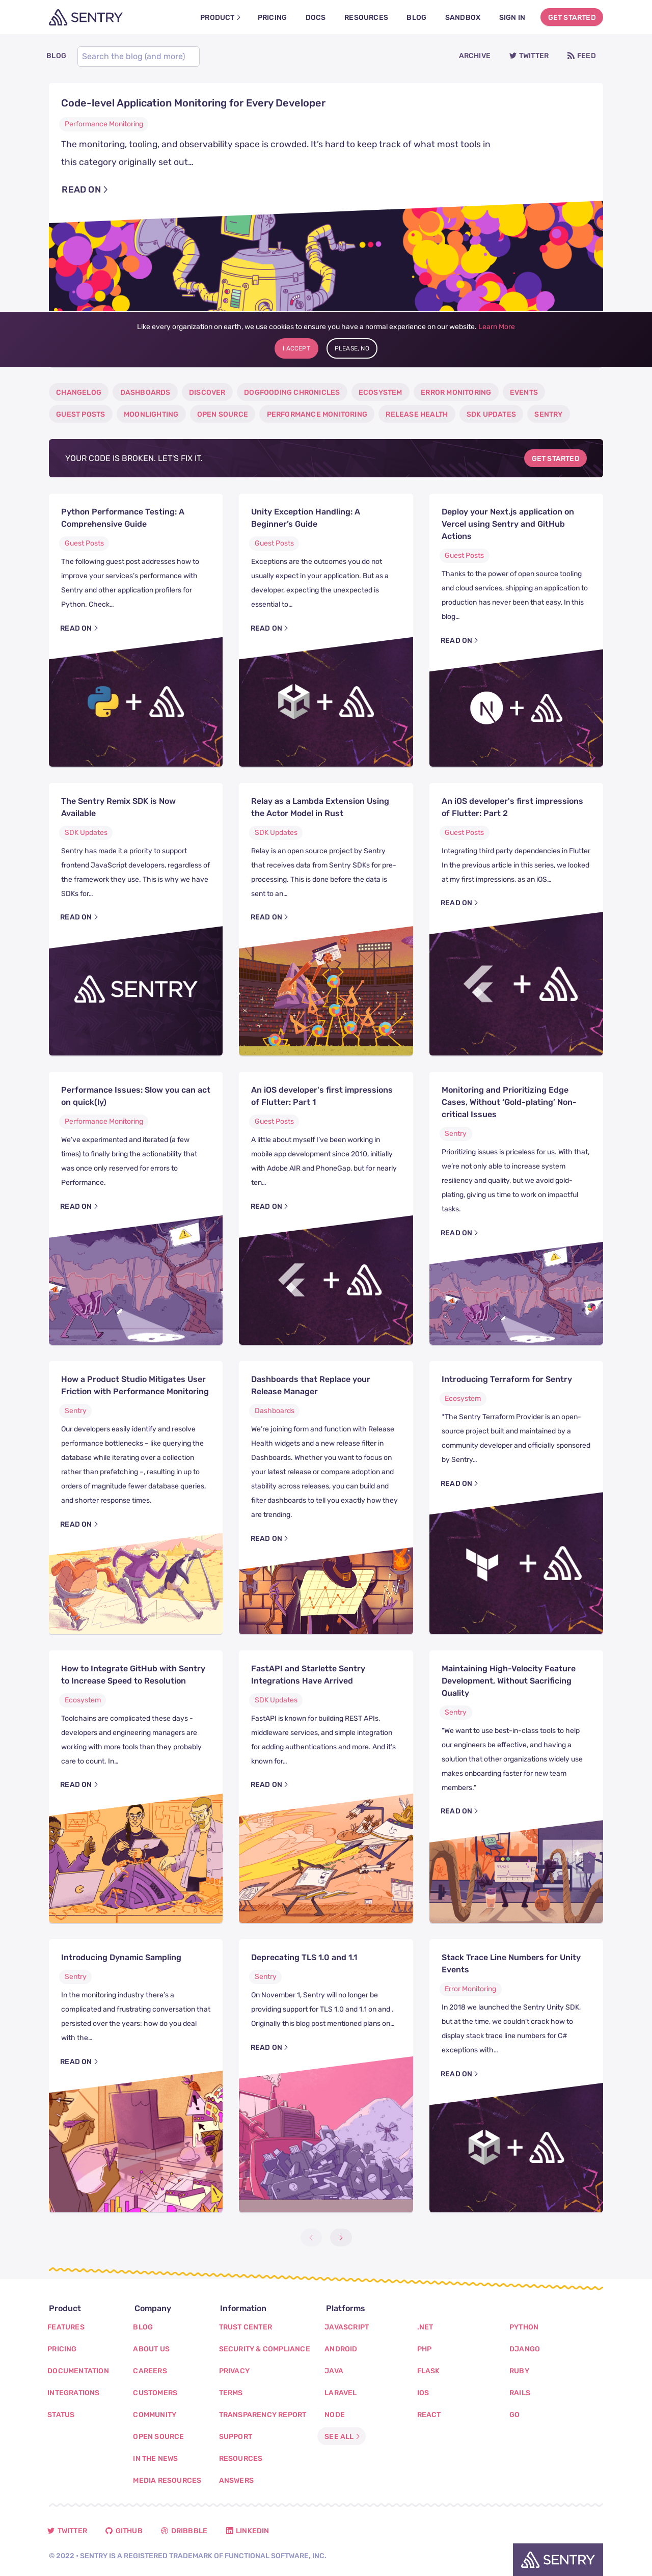 SENTRY
PRODUCT
PRICING
DOCS
RESOURCES
BLOG
SANDBOX
SIGN IN
GET STARTED
BLOG
Search the blog (and more)
ARCHIVE
TWITTER
FEED
Code-level Application Monitoring for Every Developer
Performance Monitoring
The monitoring, tooling, and observability space is crowded. It's hard to keep track of what most tools in
this category originally set out…
READ ON
Like every organization on earth, we use cookies to ensure you have a normal experience on our website. Learn More
I ACCEPT
PLEASE, NO
CHANGELOG
DASHBOARDS
DISCOVER
DOGFOODING CHRONICLES
ECOSYSTEM
ERROR MONITORING
EVENTS
GUEST POSTS
MOONLIGHTING
OPEN SOURCE
PERFORMANCE MONITORING
RELEASE HEALTH
SDK UPDATES
SENTRY
YOUR CODE IS BROKEN. LET'S FIX IT.
GET STARTED
Python Performance Testing: A
Comprehensive Guide
Guest Posts
The following guest post addresses how to
improve your services's performance with
Sentry and other application profilers for
Python. Check…
READ ON
Unity Exception Handling: A
Beginner's Guide
Guest Posts
Exceptions are the outcomes you do not
usually expect in your application. But as a
developer, expecting the unexpected is
essential to…
READ ON
Deploy your Next.js application on
Vercel using Sentry and GitHub
Actions
Guest Posts
Thanks to the power of open source tooling
and cloud services, shipping an application to
production has never been that easy, In this
blog…
READ ON
The Sentry Remix SDK is Now
Available
SDK Updates
Sentry has made it a priority to support
frontend JavaScript developers, regardless of
the framework they use. This is why we have
SDKs for…
READ ON
SENTRY
Relay as a Lambda Extension Using
the Actor Model in Rust
SDK Updates
Relay is an open source project by Sentry
that receives data from Sentry SDKs for pre-
processing. This is done before the data is
sent to an…
READ ON
An iOS developer's first impressions
of Flutter: Part 2
Guest Posts
Integrating third party dependencies in Flutter
In the previous article in this series, we looked
at my first impressions, as an iOS…
READ ON
Performance Issues: Slow you can act
on quick(ly)
Performance Monitoring
We've experimented and iterated (a few
times) to finally bring the actionability that
was once only reserved for errors to
Performance.
READ ON
An iOS developer's first impressions
of Flutter: Part 1
Guest Posts
A little about myself I've been working in
mobile app development since 2010, initially
with Adobe AIR and PhoneGap, but for nearly
ten…
READ ON
Monitoring and Prioritizing Edge
Cases, Without 'Gold-plating' Non-
critical Issues
Sentry
Prioritizing issues is priceless for us. With that,
we're not only able to increase system
resiliency and quality, but we avoid gold-
plating, giving us time to work on impactful
tasks.
READ ON
How a Product Studio Mitigates User
Friction with Performance Monitoring
Sentry
Our developers easily identify and resolve
performance bottlenecks – like querying the
database while iterating over a collection
rather than prefetching –, resulting in up to
orders of magnitude fewer database queries,
and shorter response times.
READ ON
Dashboards that Replace your
Release Manager
Dashboards
We're joining form and function with Release
Health widgets and a new release filter in
Dashboards. Whether you want to focus on
your latest release or compare adoption and
stability across releases, you can build and
filter dashboards to tell you exactly how they
are trending.
READ ON
Introducing Terraform for Sentry
Ecosystem
*The Sentry Terraform Provider is an open-
source project built and maintained by a
community developer and officially sponsored
by Sentry…
READ ON
How to Integrate GitHub with Sentry
to Increase Speed to Resolution
Ecosystem
Toolchains are complicated these days -
developers and engineering managers are
working with more tools than they probably
care to count. In…
READ ON
FastAPI and Starlette Sentry
Integrations Have Arrived
SDK Updates
FastAPI is known for building REST APIs,
middleware services, and simple integration
for adding authentications and more. And it's
known for…
READ ON
Maintaining High-Velocity Feature
Development, Without Sacrificing
Quality
Sentry
"We want to use best-in-class tools to help
our engineers be effective, and having a
solution that other organizations widely use
makes onboarding faster for new team
members."
READ ON
Introducing Dynamic Sampling
Sentry
In the monitoring industry there's a
complicated and frustrating conversation that
persisted over the years: how do you deal
with the…
READ ON
Deprecating TLS 1.0 and 1.1
Sentry
On November 1, Sentry will no longer be
providing support for TLS 1.0 and 1.1 on and .
Originally this blog post mentioned plans on…
READ ON
Stack Trace Line Numbers for Unity
Events
Error Monitoring
In 2018 we launched the Sentry Unity SDK,
but at the time, we couldn't crack how to
display stack trace line numbers for C#
exceptions with…
READ ON
Product
FEATURES
PRICING
DOCUMENTATION
INTEGRATIONS
STATUS
Company
BLOG
ABOUT US
CAREERS
CUSTOMERS
COMMUNITY
OPEN SOURCE
IN THE NEWS
MEDIA RESOURCES
Information
TRUST CENTER
SECURITY & COMPLIANCE
PRIVACY
TERMS
TRANSPARENCY REPORT
SUPPORT
RESOURCES
ANSWERS
Platforms
JAVASCRIPT
ANDROID
JAVA
LARAVEL
NODE
SEE ALL
.NET
PHP
FLASK
IOS
REACT
PYTHON
DJANGO
RUBY
RAILS
GO
TWITTER
GITHUB
DRIBBBLE
LINKEDIN
© 2022 • SENTRY IS A REGISTERED TRADEMARK OF FUNCTIONAL SOFTWARE, INC.
SENTRY